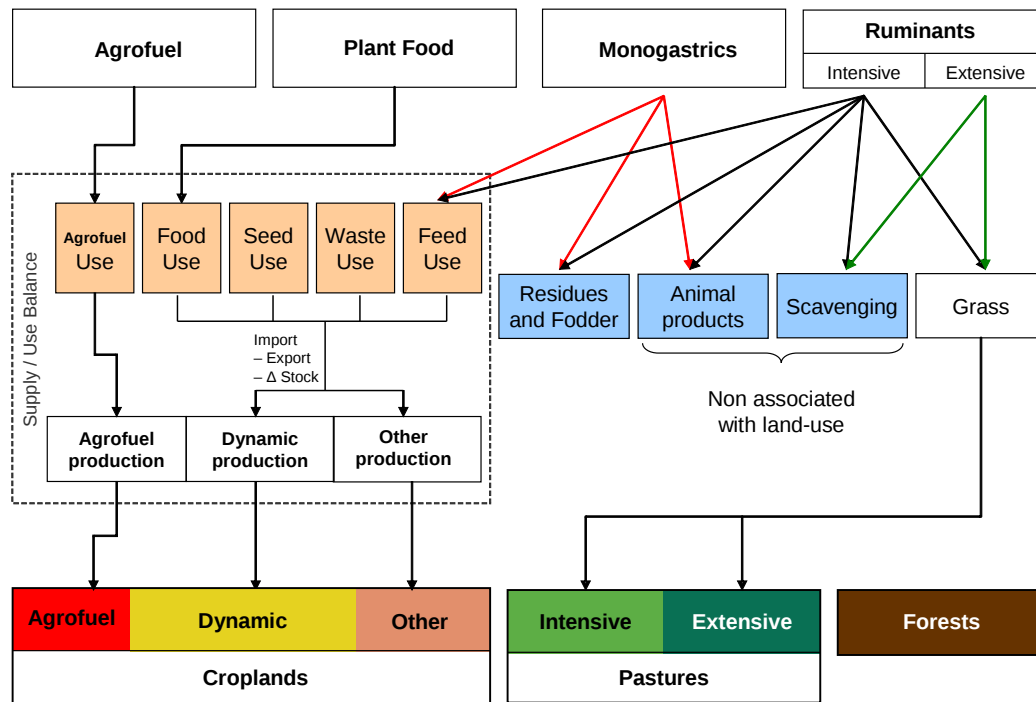 Agrofuel
Plant Food
Monogastrics
Ruminants
Intensive
Extensive
Supply / Use Balance
Agrofuel
Use
Food
Use
Seed
Use
Waste
Use
Feed
Use
Residues
and Fodder
Animal
products
Scavenging
Grass
Import
– Export
– Δ Stock
Non associated
with land-use
Agrofuel
production
Dynamic
production
Other
production
Agrofuel
Dynamic
Other
Croplands
Intensive
Extensive
Pastures
Forests